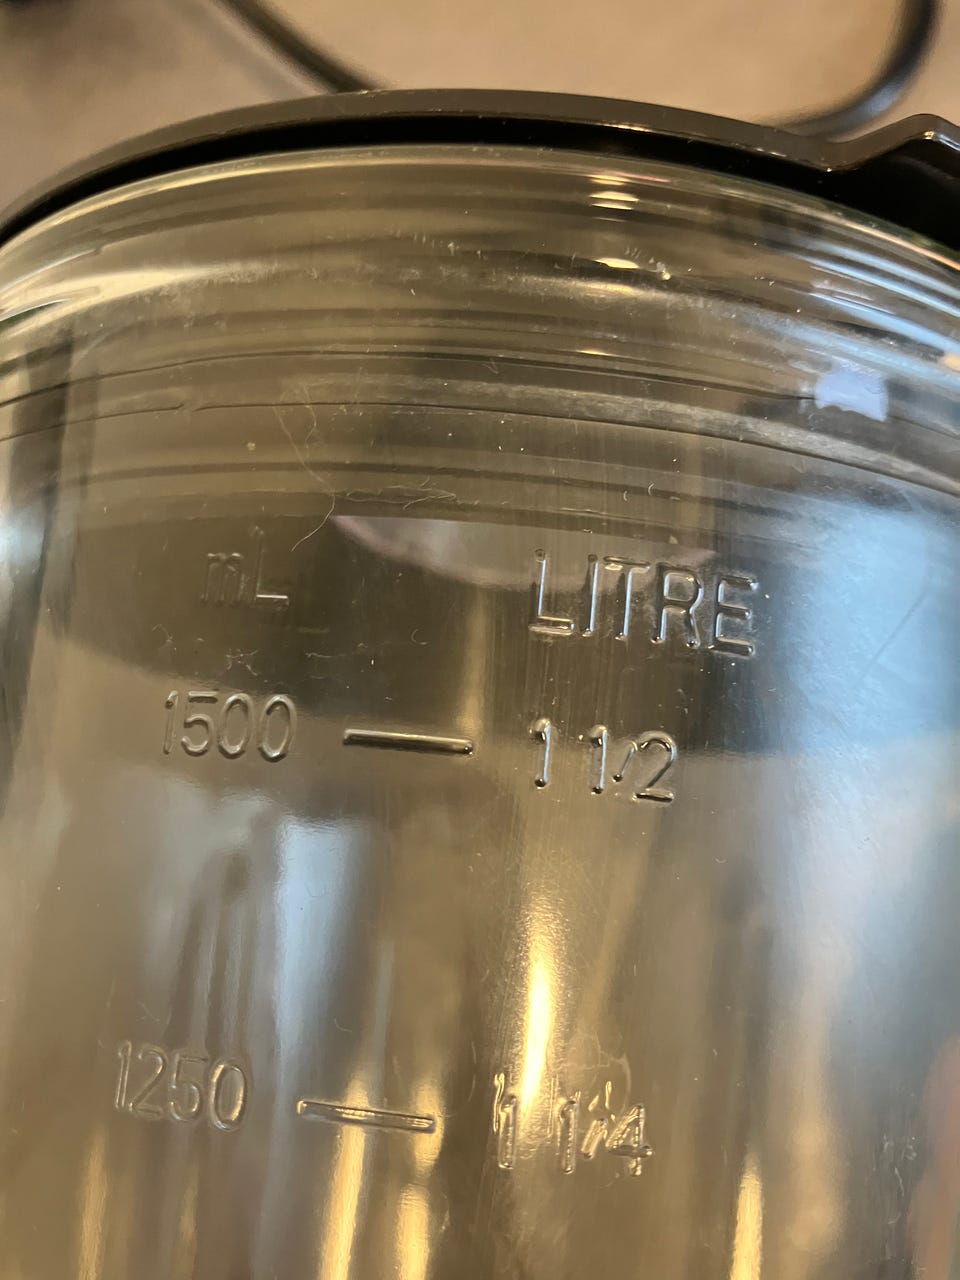 mL LITRE
1500 — 1 1/2
1250 — 1 1/4